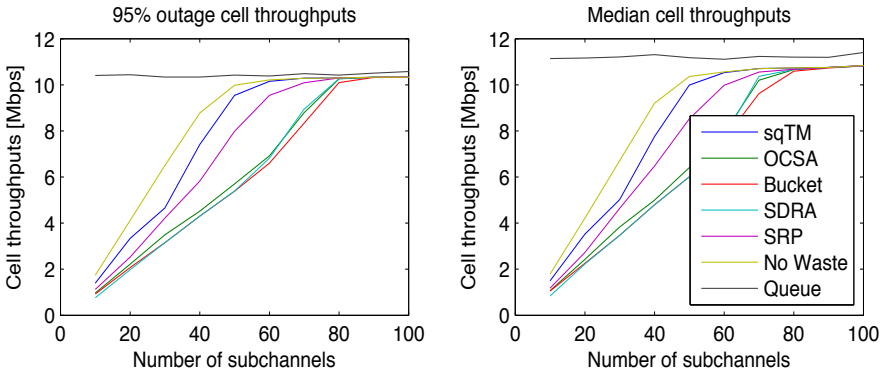 95% outage cell throughputs
Cell throughputs [Mbps]
12
10
8
6
4
2
0
0 20 40 60 80 100
Number of subchannels
Median cell throughputs
Cell throughputs [Mbps]
12
10
8
6
4
2
0
0 20 40 60 80 100
Number of subchannels
sqTM
OCSA
Bucket
SDRA
SRP
No Waste
Queue